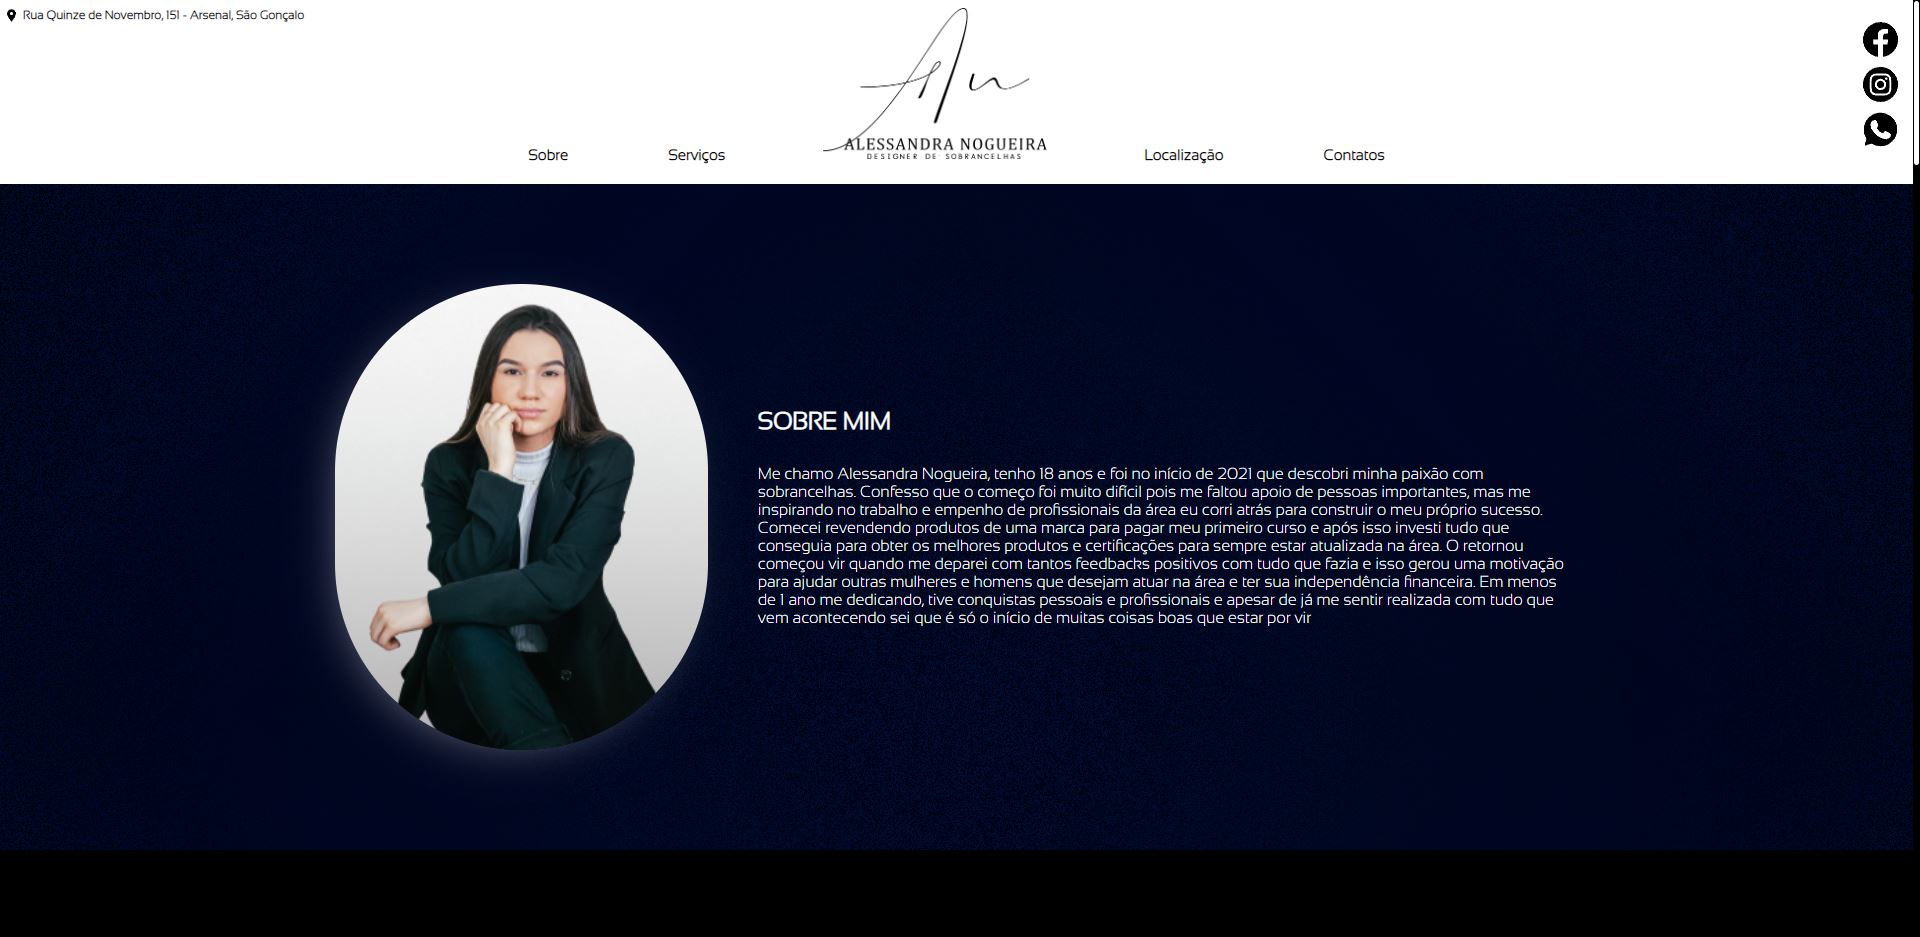 Rua Quinze de Novembro, 151 - Arsenal, São Gonçalo
ALESSANDRA NOGUEIRA
DESIGNER DE SOBRANCELHAS
Sobre
Serviços
Localização
Contatos
SOBRE MIM
Me chamo Alessandra Nogueira, tenho 18 anos e foi no início de 2021 que descobri minha paixão com
sobrancelhas. Confesso que o começo foi muito difícil pois me faltou apoio de pessoas importantes, mas me
inspirando no trabalho e empenho de profissionais da área eu corri atrás para construir o meu próprio sucesso.
Comecei revendendo produtos de uma marca para pagar meu primeiro curso e após isso investi tudo que
conseguia para obter os melhores produtos e certificações para sempre estar atualizada na área. O retornou
começou vir quando me deparei com tantos feedbacks positivos com tudo que fazia e isso gerou uma motivação
para ajudar outras mulheres e homens que desejam atuar na área e ter sua independência financeira. Em menos
de 1 ano me dedicando, tive conquistas pessoais e profissionais e apesar de já me sentir realizada com tudo que
vem acontecendo sei que é só o início de muitas coisas boas que estar por vir